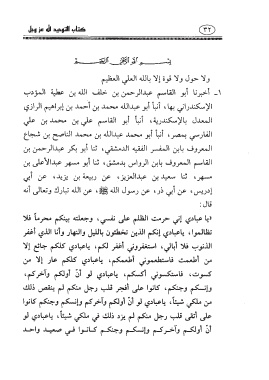 ٣٢ كتاب التوحيد لله عز وجل
بسم الله الرحمن الرحيم
ولا حول ولا قوة إلا بالله العلي العظيم
١ـ أخبرنا أبو القاسم عبدالرحمن بن خلف الله بن عطية المؤدب
الإسكندراني بها، أنبأ أبو عبدالله محمد بن أحمد بن إبراهيم الرازي
المعدل بالإسكندرية، أنبأ أبو القاسم علي بن محمد بن علي
الفارسي بمصر، أنبأ أبو محمد عبدالله بن محمد الناصح بن شجاع
المعروف بابن المفسر الفقيه الدمشقي، ثنا أبو بكر عبدالرحمن بن
القاسم المعروف بابن الرواس بدمشق، ثنا أبو مسهر عبدالأعلى بن
مسهر، ثنا سعيد بن عبدالعزيز، عن ربيعة بن يزيد، عن أبي
إدريس، عن أبي ذر، عن رسول الله ﷺ، عن الله تبارك وتعالى أنه
قال:
«يا عبادي إني حرمت الظلم على نفسي، وجعلته بينكم محرماً فلا
تظالموا، ياعبادي إنكم الذين تخطئون بالليل والنهار وأنا الذي أغفر
الذنوب فلا أبالي، استغفروني أغفر لكم، ياعبادي كلكم جائع إلا
من أطعمت فاستطعموني أطعمكم، ياعبادي كلكم عار إلا من
كسوت، فاستكسوني أكسكم، ياعبادي لو أنّ أولكم وآخركم،
وإنسكم وجنكم، كانوا على أفجر قلب رجل منكم لم ينقص ذلك
من ملكي شيئاً، ياعبادي لو أن أولكم وآخركم وإنسكم وجنكم كانوا
على أتقى قلب رجل منكم لم يزد ذلك في ملكي شيئاً، ياعبادي لو
أنّ أولكم وآخركم وإنسكم وجنكم كانوا في صعيد واحد